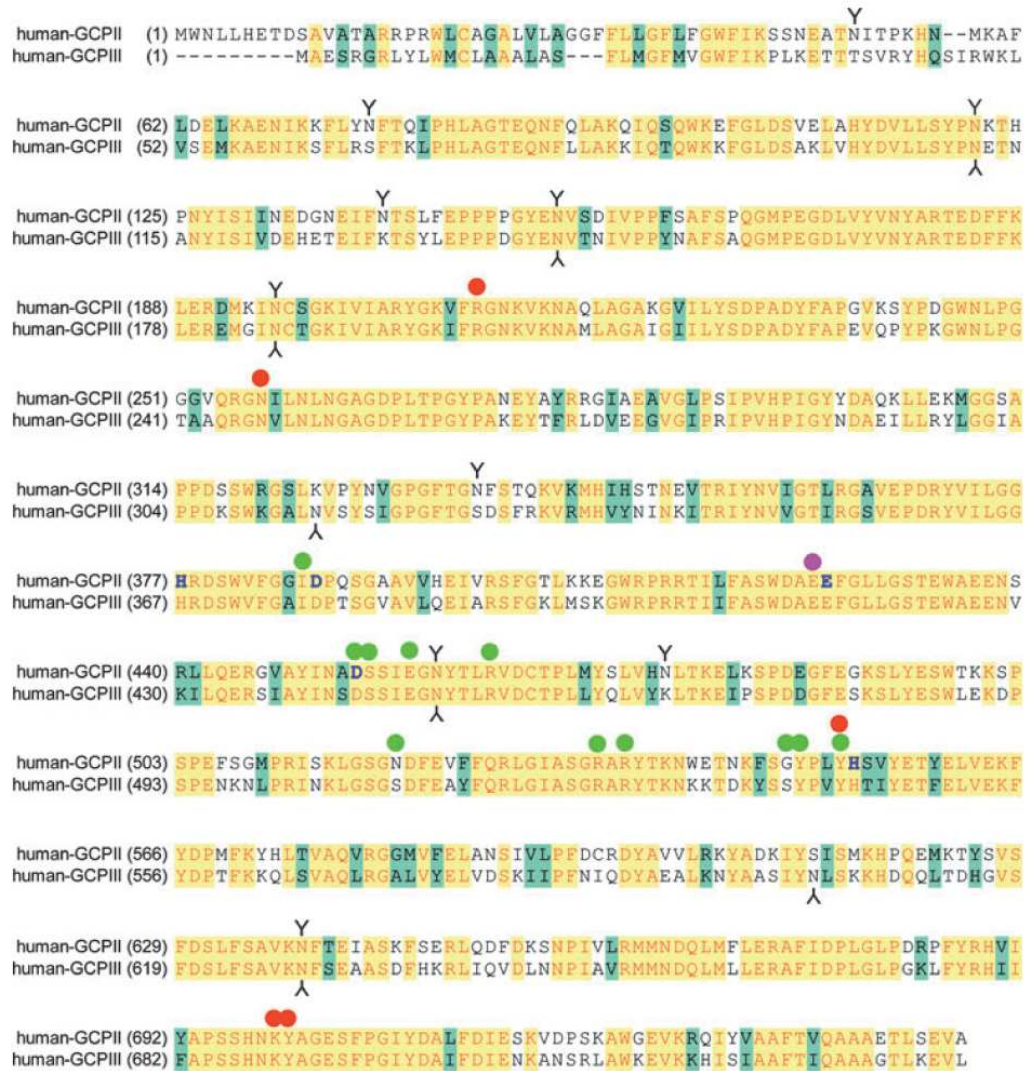 human-GCPII (1) MWNLLHETDSAVATARRPRWLCAGALVLAGGFFLLGFLFGWFIKSSNEATNITPKHN--MKAF
human-GCPIII (1) ----------MAESRGRLYLWMCLAAALAS----FLMGFMVGWFIKPLKETTTSVRYHQSIRWKL
human-GCPII (62) LDELKAENIKKFLYNFTQIPHLAGTEQNFQLAKQIQSQWKEFGLDSVELAHYDVLLSYPNKTH
human-GCPIII (52) VSEMKAENIKSFLRSFTKLPHLAGTEQNFLLAKKIQTQWKKFGLDSAKLVHYDVLLSYPNETN
human-GCPII (125) PNYISIINEDGNEIFNTSLFEPPPPGYENVSDIVPPFSAFSPQGMPEGDLVYVNYARTEDFFK
human-GCPIII (115) ANYISIVDEHETEIFKTSYLEPPPDGYENVTNIVPPYNAFSAQGMPEGDLVYVNYARTEDFFK
human-GCPII (188) LERDMKINCSGKIVIARYGKVFRGNKVKNAQLAGAKGVILYSDPADYFAPGVKSYPDGWNLPG
human-GCPIII (178) LEREMGINCTGKIVIARYGKIFRGNKVKNAMLAGAIGIILYSDPADYFAPEVQPYPKGWNLPG
human-GCPII (251) GGVQRGNILNLNGAGDPLTPGYPANEYAYRRGIAEAVGLPSIPVHPIGYYDAQKLLEKMGGSA
human-GCPIII (241) TAAQRGNVLNLNGAGDPLTPGYPAKEYTFRLDVEEGVGIPRIPVHPIGYNDAEILLRYLGGIA
human-GCPII (314) PPDSSWRGSLKVPYNVGPGFTGNFSTQKVKMHIHSTNEVTRIYNVIGTLRGAVEPDRYVILGG
human-GCPIII (304) PPDKSWKGALNVSYSIGPGFTGSDSFRKVRMHVYNINKITRIYNVVGTIRGSVEPDRYVILGG
human-GCPII (377) HRDSWVFGGIDPQSGAAVVHEIVRSFGTLKKEGWRPRRTILFASWDAEEFGLLGSTEWAEENS
human-GCPIII (367) HRDSWVFGAIDPTSGVAVLQEIARSFGKLMSKGWRPRRTIIFASWDAEEFGLLGSTEWAEENV
human-GCPII (440) RLLQERGVAYINADSSIEGNYTLRVDCTPLMYSLVHNLTKELKSPDEGFEGKSLYESWTKKSP
human-GCPIII (430) KILQERSIAYINSDSSIEGNYTLRVDCTPLLYQLVYKLTKEIPSPDDGFESKSLYESWLEKDP
human-GCPII (503) SPEFSGMPRISKLGSGNDFEVFFQRLGIASGRARYTKNWETNKFSGYPLYHSVYETYELVEKF
human-GCPIII (493) SPENKNLPRINKLGSGSDFEAYFQRLGIASGRARYTKNKKTDKYSSYPVYHTIYETFELVEKF
human-GCPII (566) YDPMFKYHLTVAQVRGGMVFELANSIVLPFDCRDYAVVLRKYADKIYSISMKHPQEMKTYSVS
human-GCPIII (556) YDPTFKKQLSVAQLRGALVYELVDSKIIPFNIQDYAEALKNYAASIYNLSKKHDQQLTDHGVS
human-GCPII (629) FDSLFSAVKNFTEIASKFSERLQDFDKSNPIVLRMMNDQLMFLERAFIDPLGLPDRPFYRHVI
human-GCPIII (619) FDSLFSAVKNFSEAASDFHKRLIQVDLNNPIAVRMMNDQLMLLERAFIDPLGLPGKLFYRHII
human-GCPII (692) YAPSSHNKYAGESFPGIYDALFDIESKVDPSKAWGEVKRQIYVAAFTVQAAAETLSEVA
human-GCPIII (682) FAPSSHNKYAGESFPGIYDAIFDIENKANSRLAWKEVKKHISIAAFTIQAAAGTLKEVL